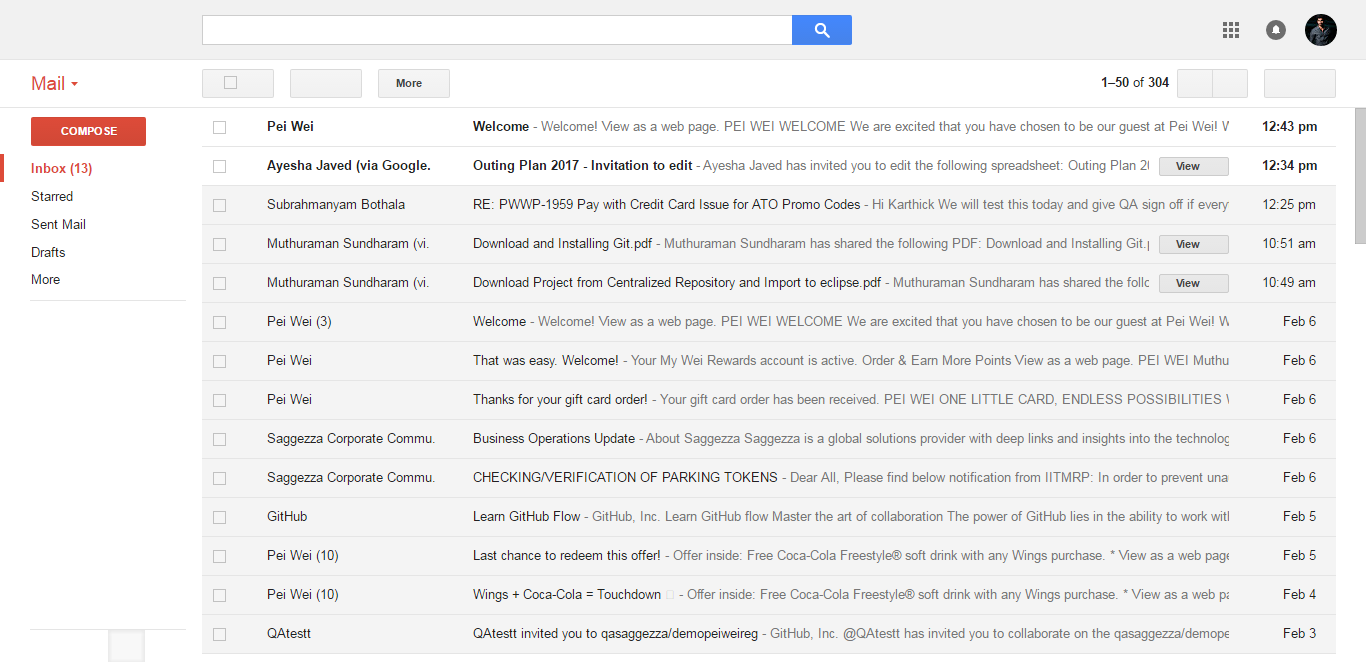 Mail
More
1–50 of 304
COMPOSE
Inbox (13)
Starred
Sent Mail
Drafts
More
Pei Wei Welcome - Welcome! View as a web page. PEI WEI WELCOME We are excited that you have chosen to be our guest at Pei Wei! 12:43 pm
Ayesha Javed (via Google. Outing Plan 2017 - Invitation to edit - Ayesha Javed has invited you to edit the following spreadsheet: Outing Plan View 12:34 pm
Subrahmanyam Bothala RE: PWWP-1959 Pay with Credit Card Issue for ATO Promo Codes - Hi Karthick We will test this today and give QA sign off if every 12:25 pm
Muthuraman Sundharam (vi. Download and Installing Git.pdf - Muthuraman Sundharam has shared the following PDF: Download and Installing Git. View 10:51 am
Muthuraman Sundharam (vi. Download Project from Centralized Repository and Import to eclipse.pdf - Muthuraman Sundharam has shared the follo View 10:49 am
Pei Wei (3) Welcome - Welcome! View as a web page. PEI WEI WELCOME We are excited that you have chosen to be our guest at Pei Wei! Feb 6
Pei Wei That was easy. Welcome! - Your My Wei Rewards account is active. Order & Earn More Points View as a web page. PEI WEI Muthu Feb 6
Pei Wei Thanks for your gift card order! - Your gift card order has been received. PEI WEI ONE LITTLE CARD, ENDLESS POSSIBILITIES Feb 6
Saggezza Corporate Commu. Business Operations Update - About Saggezza Saggezza is a global solutions provider with deep links and insights into the technolog Feb 6
Saggezza Corporate Commu. CHECKING/VERIFICATION OF PARKING TOKENS - Dear All, Please find below notification from IITMRP: In order to prevent una Feb 6
GitHub Learn GitHub Flow - GitHub, Inc. Learn GitHub flow Master the art of collaboration The power of GitHub lies in the ability to work wit Feb 5
Pei Wei (10) Last chance to redeem this offer! - Offer inside: Free Coca-Cola Freestyle® soft drink with any Wings purchase. * View as a web page Feb 5
Pei Wei (10) Wings + Coca-Cola = Touchdown - Offer inside: Free Coca-Cola Freestyle® soft drink with any Wings purchase. * View as a web pa Feb 4
QAtestt QAtestt invited you to qasaggezza/demopeiweireg - GitHub, Inc. @QAtestt has invited you to collaborate on the qasaggezza/demope Feb 3